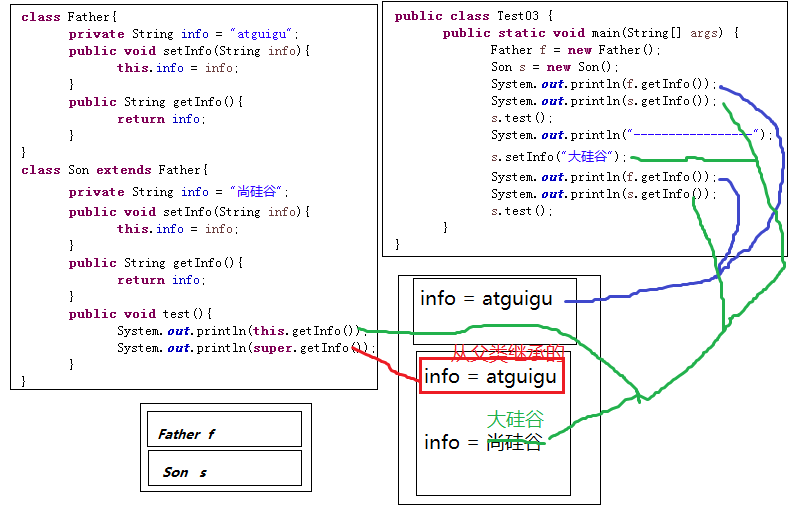 class Father{
private String info = "atguigu";
public void setInfo(String info){
this.info = info;
}
public String getInfo(){
return info;
}
}
class Son extends Father{
private String info = "尚硅谷";
public void setInfo(String info){
this.info = info;
}
public String getInfo(){
return info;
}
public void test(){
System.out.println(this.getInfo());
System.out.println(super.getInfo());
}
}
public class Test03 {
public static void main(String[] args) {
Father f = new Father();
Son s = new Son();
System.out.println(f.getInfo());
System.out.println(s.getInfo());
s.test();
System.out.println("-----------------");
s.setInfo("大硅谷");
System.out.println(f.getInfo());
System.out.println(s.getInfo());
s.test();
}
}
info = atguigu
从父类继承的
info = atguigu
大硅谷
info = 尚硅谷
Father f
Son s